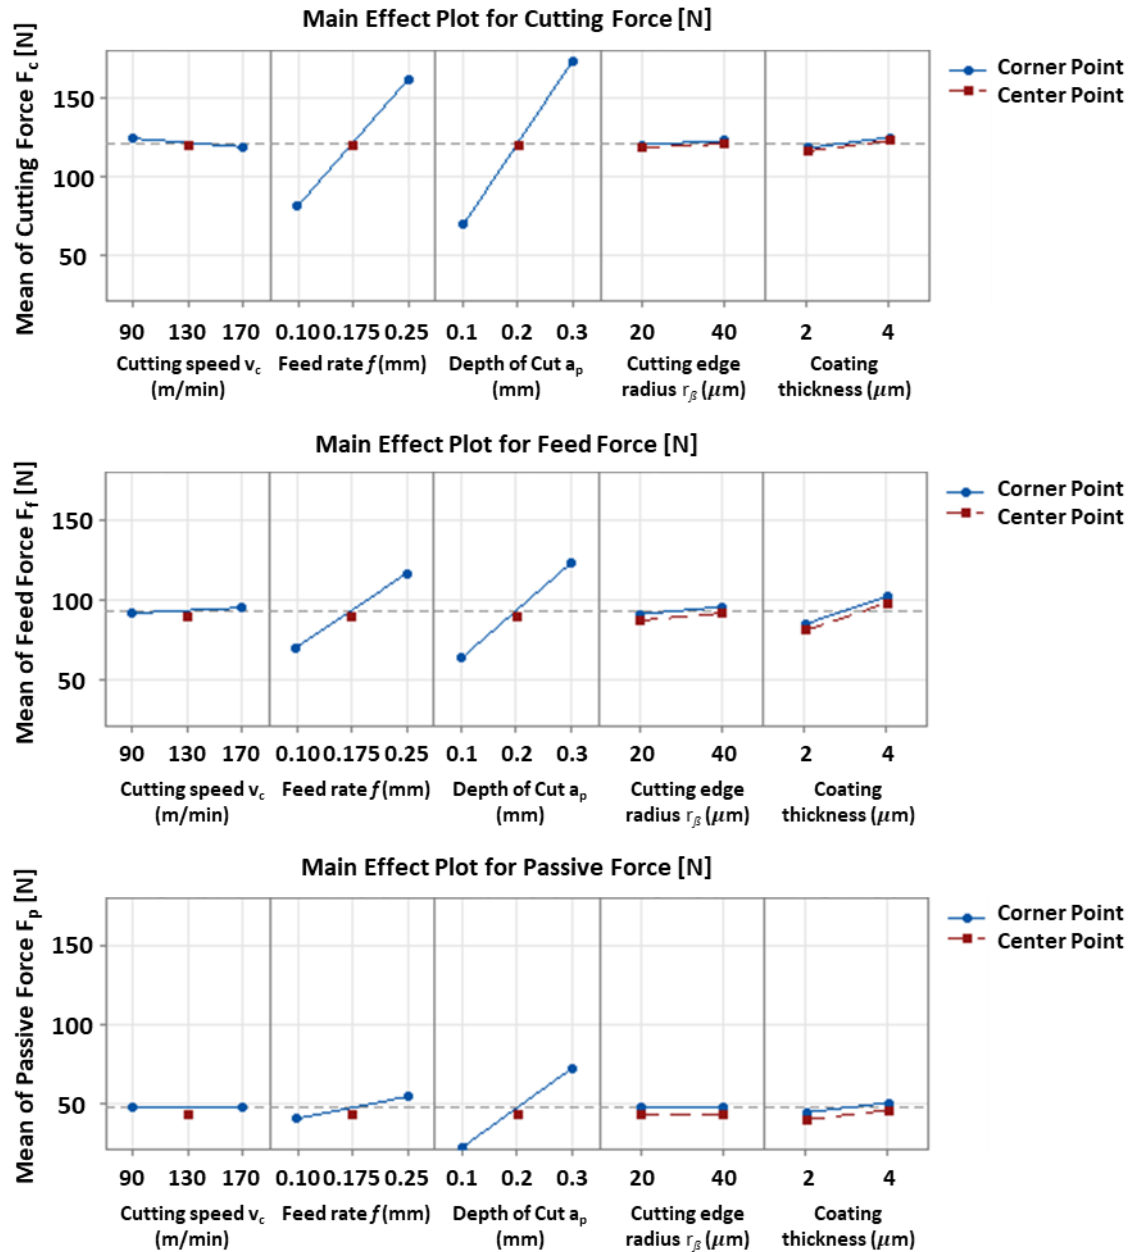 Main Effect Plot for Cutting Force [N]
Mean of Cutting Force Fc [N]
150
100
50
90 130 170 0.10 0.175 0.25 0.1 0.2 0.3 20 40 2 4
Cutting speed vc Feed rate f (mm) Depth of Cut ap Cutting edge Coating
(m/min) (mm) radius rβ (μm) thickness (μm)
Corner Point
Center Point
Main Effect Plot for Feed Force [N]
Mean of Feed Force Ff [N]
150
100
50
90 130 170 0.10 0.175 0.25 0.1 0.2 0.3 20 40 2 4
Cutting speed vc Feed rate f (mm) Depth of Cut ap Cutting edge Coating
(m/min) (mm) radius rβ (μm) thickness (μm)
Corner Point
Center Point
Main Effect Plot for Passive Force [N]
Mean of Passive Force Fp [N]
150
100
50
90 130 170 0.10 0.175 0.25 0.1 0.2 0.3 20 40 2 4
Cutting speed vc Feed rate f (mm) Depth of Cut ap Cutting edge Coating
(m/min) (mm) radius rβ (μm) thickness (μm)
Corner Point
Center Point